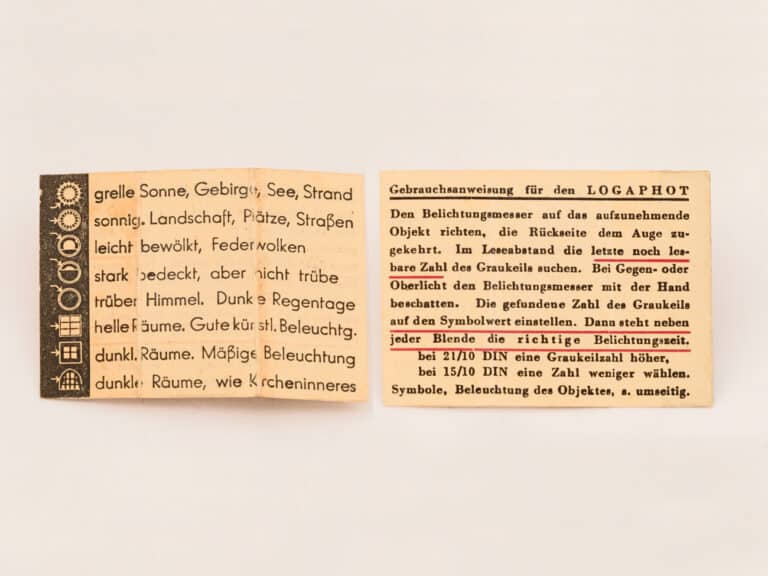 grelle Sonne, Gebirge, See, Strand
sonnig. Landschaft, Plätze, Straßen
leicht bewölkt, Federwolken
stark bedeckt, aber nicht trübe
trüber Himmel. Dunkle Regentage
helle Räume. Gute künstl. Beleuchtg.
dunkl. Räume. Mäßige Beleuchtung
dunkle Räume, wie Kircheninneres
Gebrauchsanweisung für den LOGAPHOT
Den Belichtungsmesser auf das aufzunehmende
Objekt richten, die Rückseite dem Auge zu-
gekehrt. Im Leseabstand die letzte noch les-
bare Zahl des Graukeils suchen. Bei Gegen- oder
Oberlicht den Belichtungsmesser mit der Hand
beschatten. Die gefundene Zahl des Graukeils
auf den Symbolwert einstellen. Dann steht neben
jeder Blende die richtige Belichtungszeit.
bei 21/10 DIN eine Graukeilzahl höher,
bei 15/10 DIN eine Zahl weniger wählen.
Symbole, Beleuchtung des Objektes, s. umseitig.